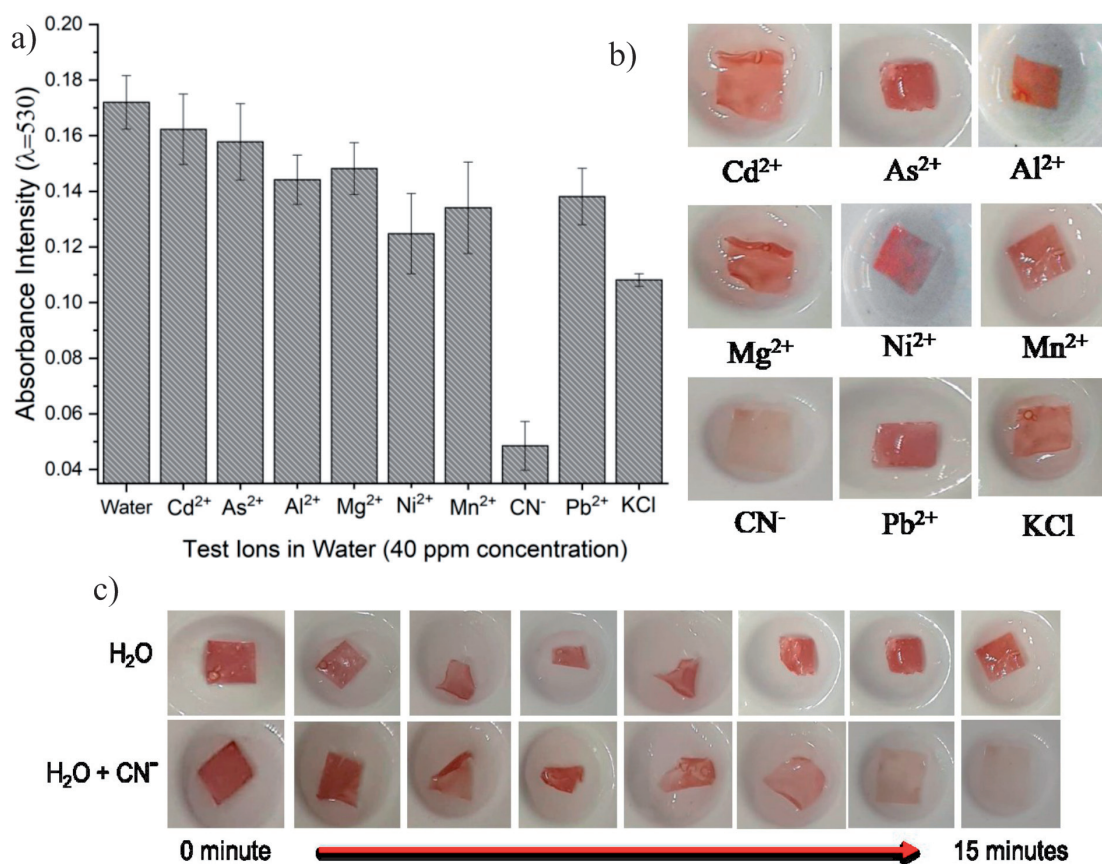 a)
0.20
0.18
0.16
0.14
0.12
0.10
0.08
0.06
0.04
Absorbance Intensity (λ=530)
Water Cd²⁺ As²⁺ Al²⁺ Mg²⁺ Ni²⁺ Mn²⁺ CN⁻ Pb²⁺ KCl
Test Ions in Water (40 ppm concentration)
b)
Cd²⁺ As²⁺ Al²⁺
Mg²⁺ Ni²⁺ Mn²⁺
CN⁻ Pb²⁺ KCl
c)
H₂O
H₂O + CN⁻
0 minute 15 minutes